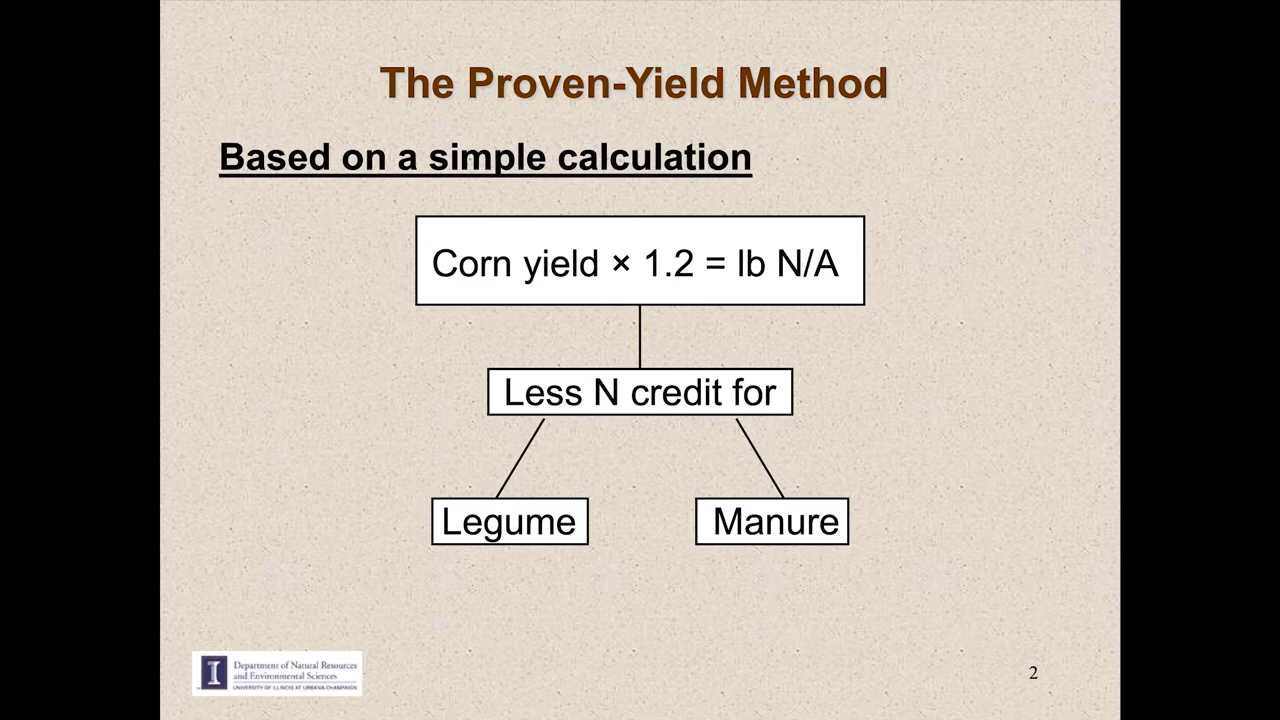 The Proven-Yield Method
Based on a simple calculation
Corn yield × 1.2 = lb N/A
Less N credit for
Legume
Manure
I
Department of Natural Resources
and Environmental Sciences
UNIVERSITY OF ILLINOIS AT URBANA-CHAMPAIGN
2